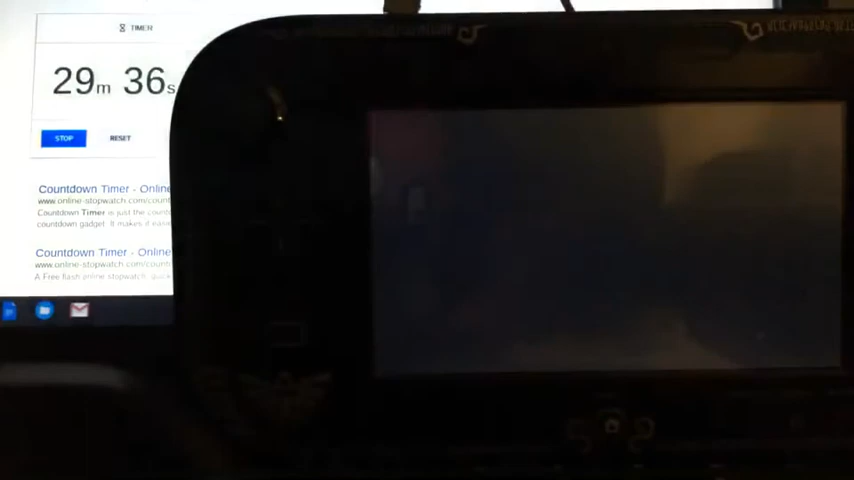 TIMER
29m 36s
STOP RESET
Countdown Timer - Online
www.online-stopwatch.com/count
Countdown Timer is just the count
countdown gadget. It makes it
Countdown Timer - Online
www.online-stopwatch.com/count
A Free flash online stopwatch, quick